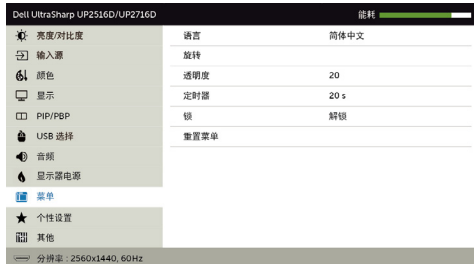 Dell UltraSharp UP2516D/UP2716D 能耗
亮度/对比度 语言 简体中文
输入源 旋转
颜色 透明度 20
显示 定时器 20 s
PIP/PBP 锁 解锁
USB 选择 重置菜单
音频
显示器电源
菜单
个性设置
其他
分辨率 : 2560x1440, 60Hz